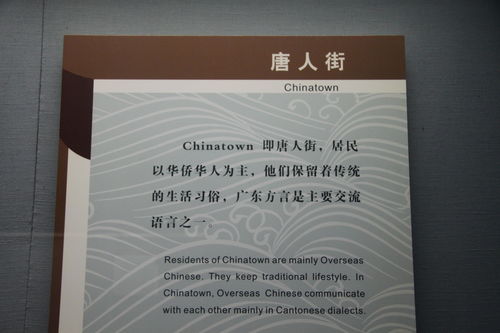 唐人街
Chinatown
Chinatown 即唐人街，居民
以华侨华人为主，他们保留着传统
的生活习俗，广东方言是主要交流
语言之一。
Residents of Chinatown are mainly Overseas
Chinese. They keep traditional lifestyle. In
Chinatown, Overseas Chinese communicate
with each other mainly in Cantonese dialects.